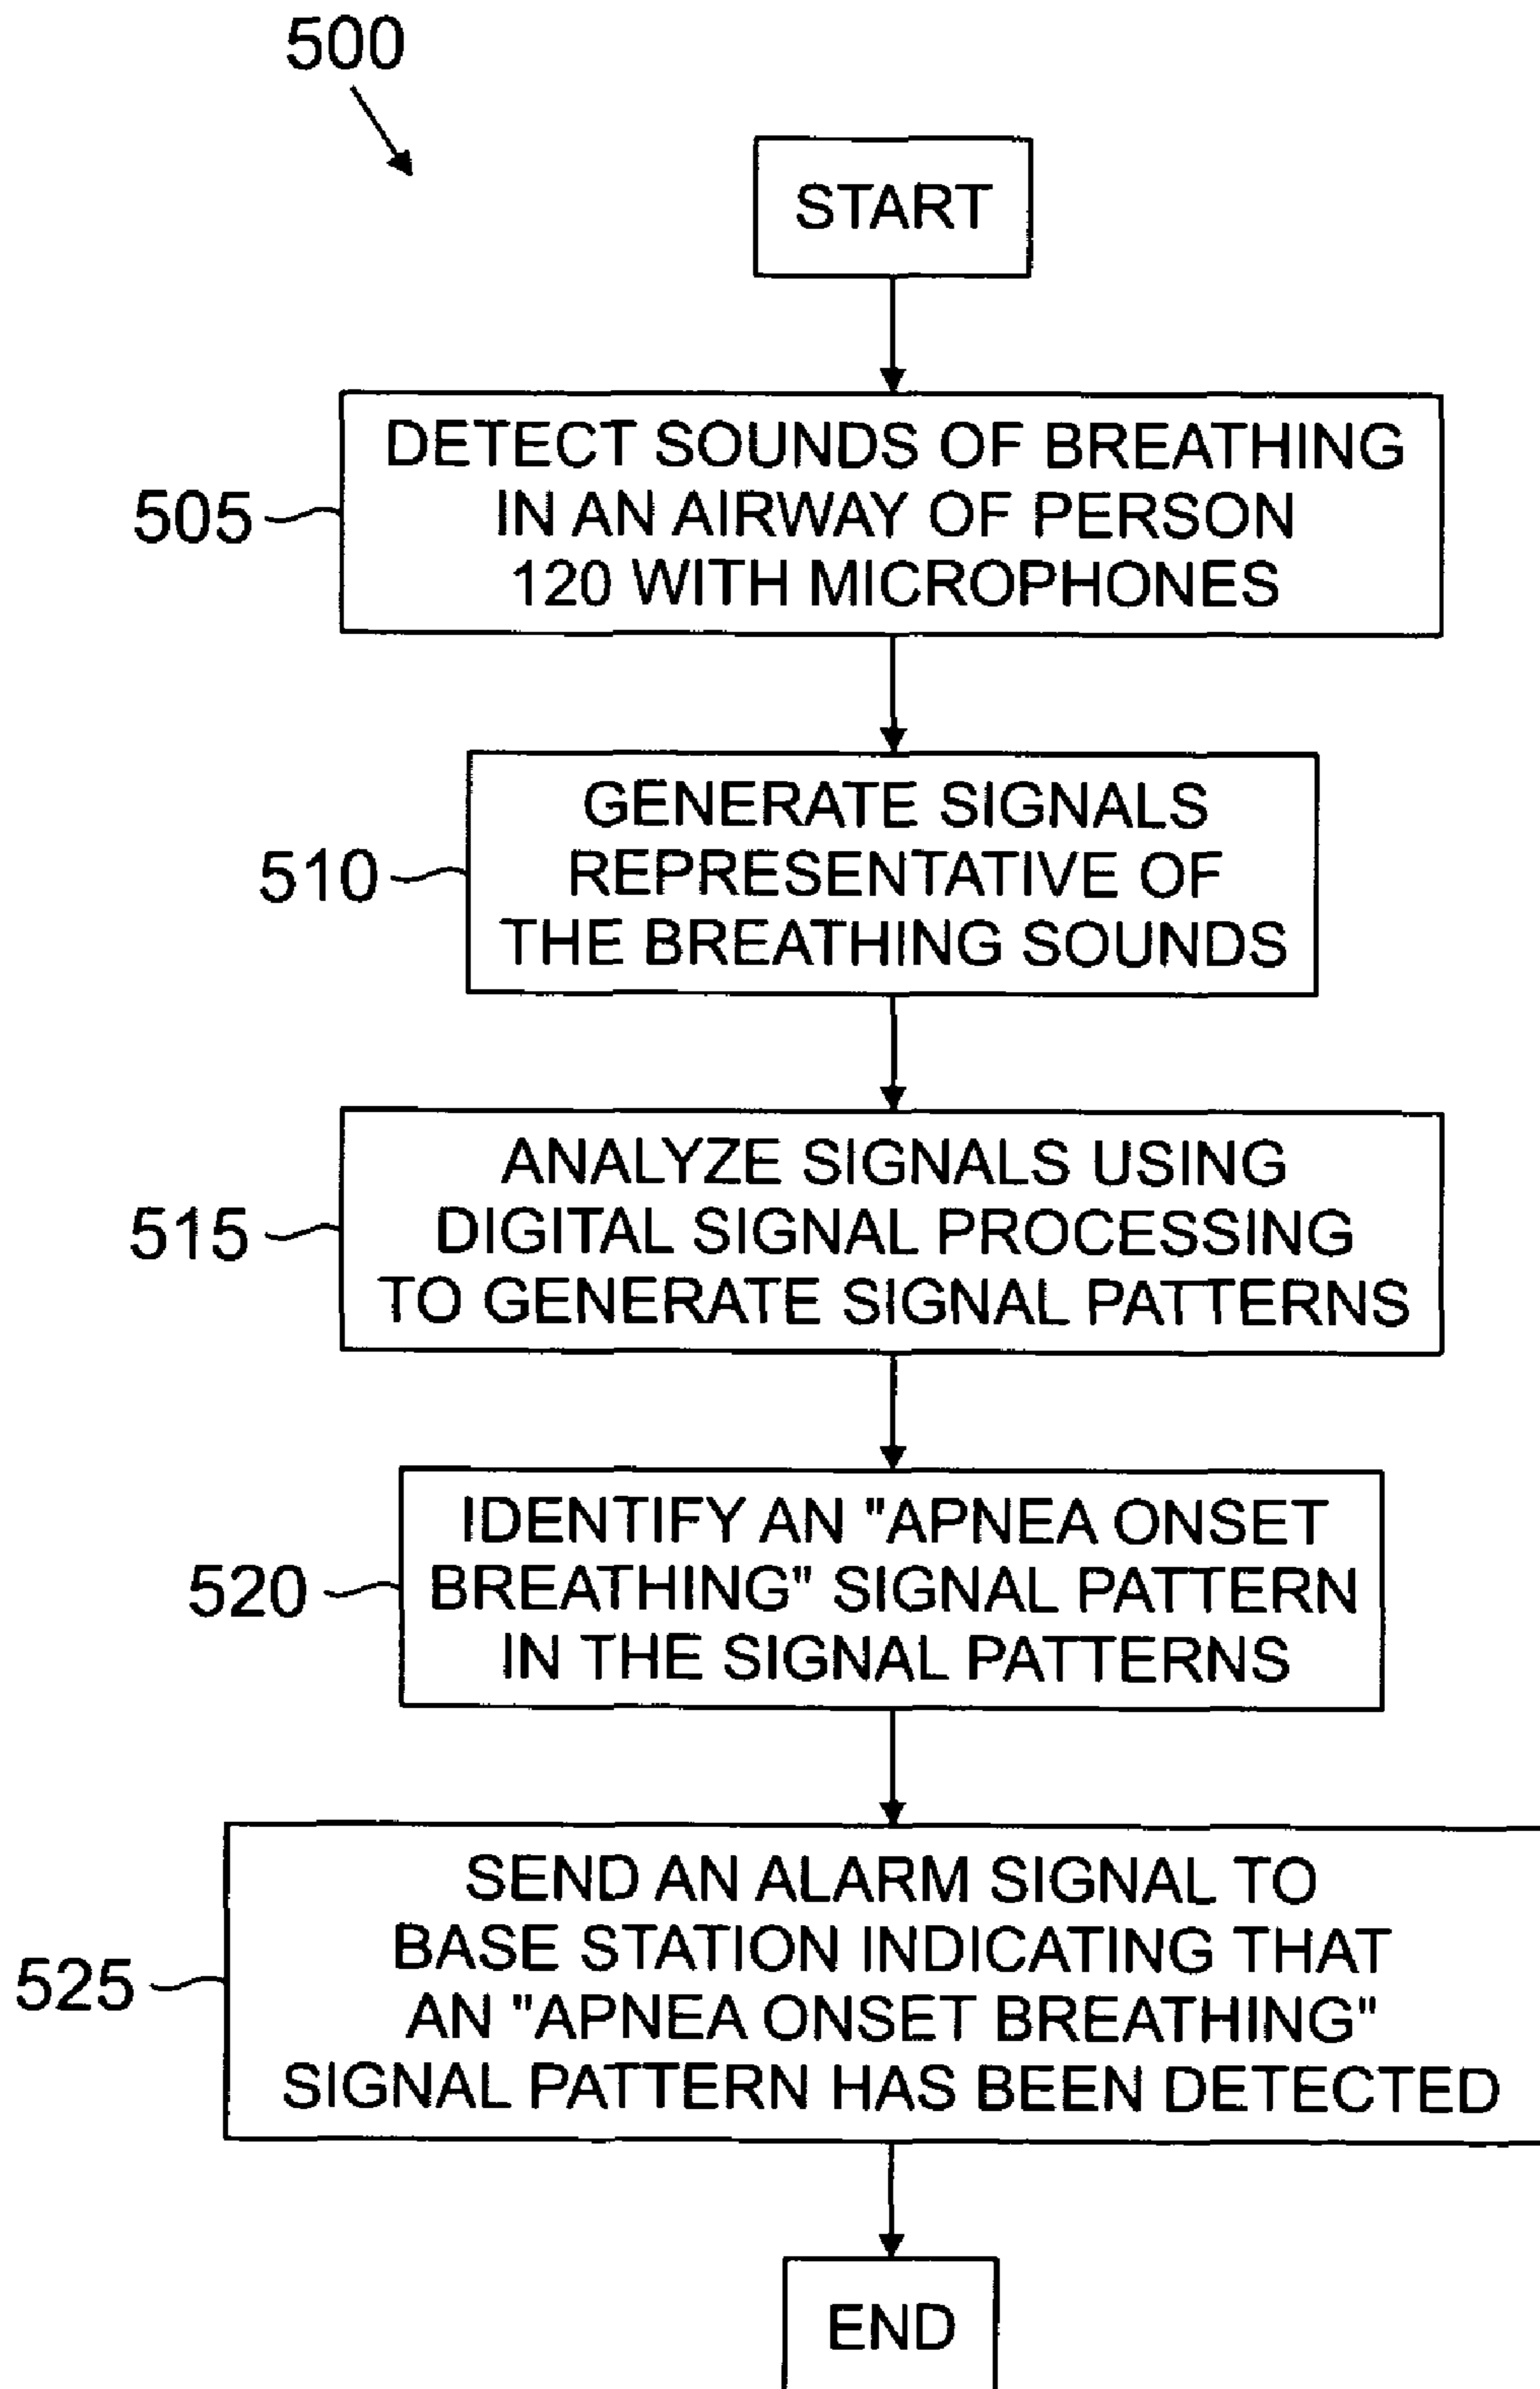 500
START
505
DETECT SOUNDS OF BREATHING
IN AN AIRWAY OF PERSON
120 WITH MICROPHONES
510
GENERATE SIGNALS
REPRESENTATIVE OF
THE BREATHING SOUNDS
515
ANALYZE SIGNALS USING
DIGITAL SIGNAL PROCESSING
TO GENERATE SIGNAL PATTERNS
520
IDENTIFY AN "APNEA ONSET
BREATHING" SIGNAL PATTERN
IN THE SIGNAL PATTERNS
525
SEND AN ALARM SIGNAL TO
BASE STATION INDICATING THAT
AN "APNEA ONSET BREATHING"
SIGNAL PATTERN HAS BEEN DETECTED
END